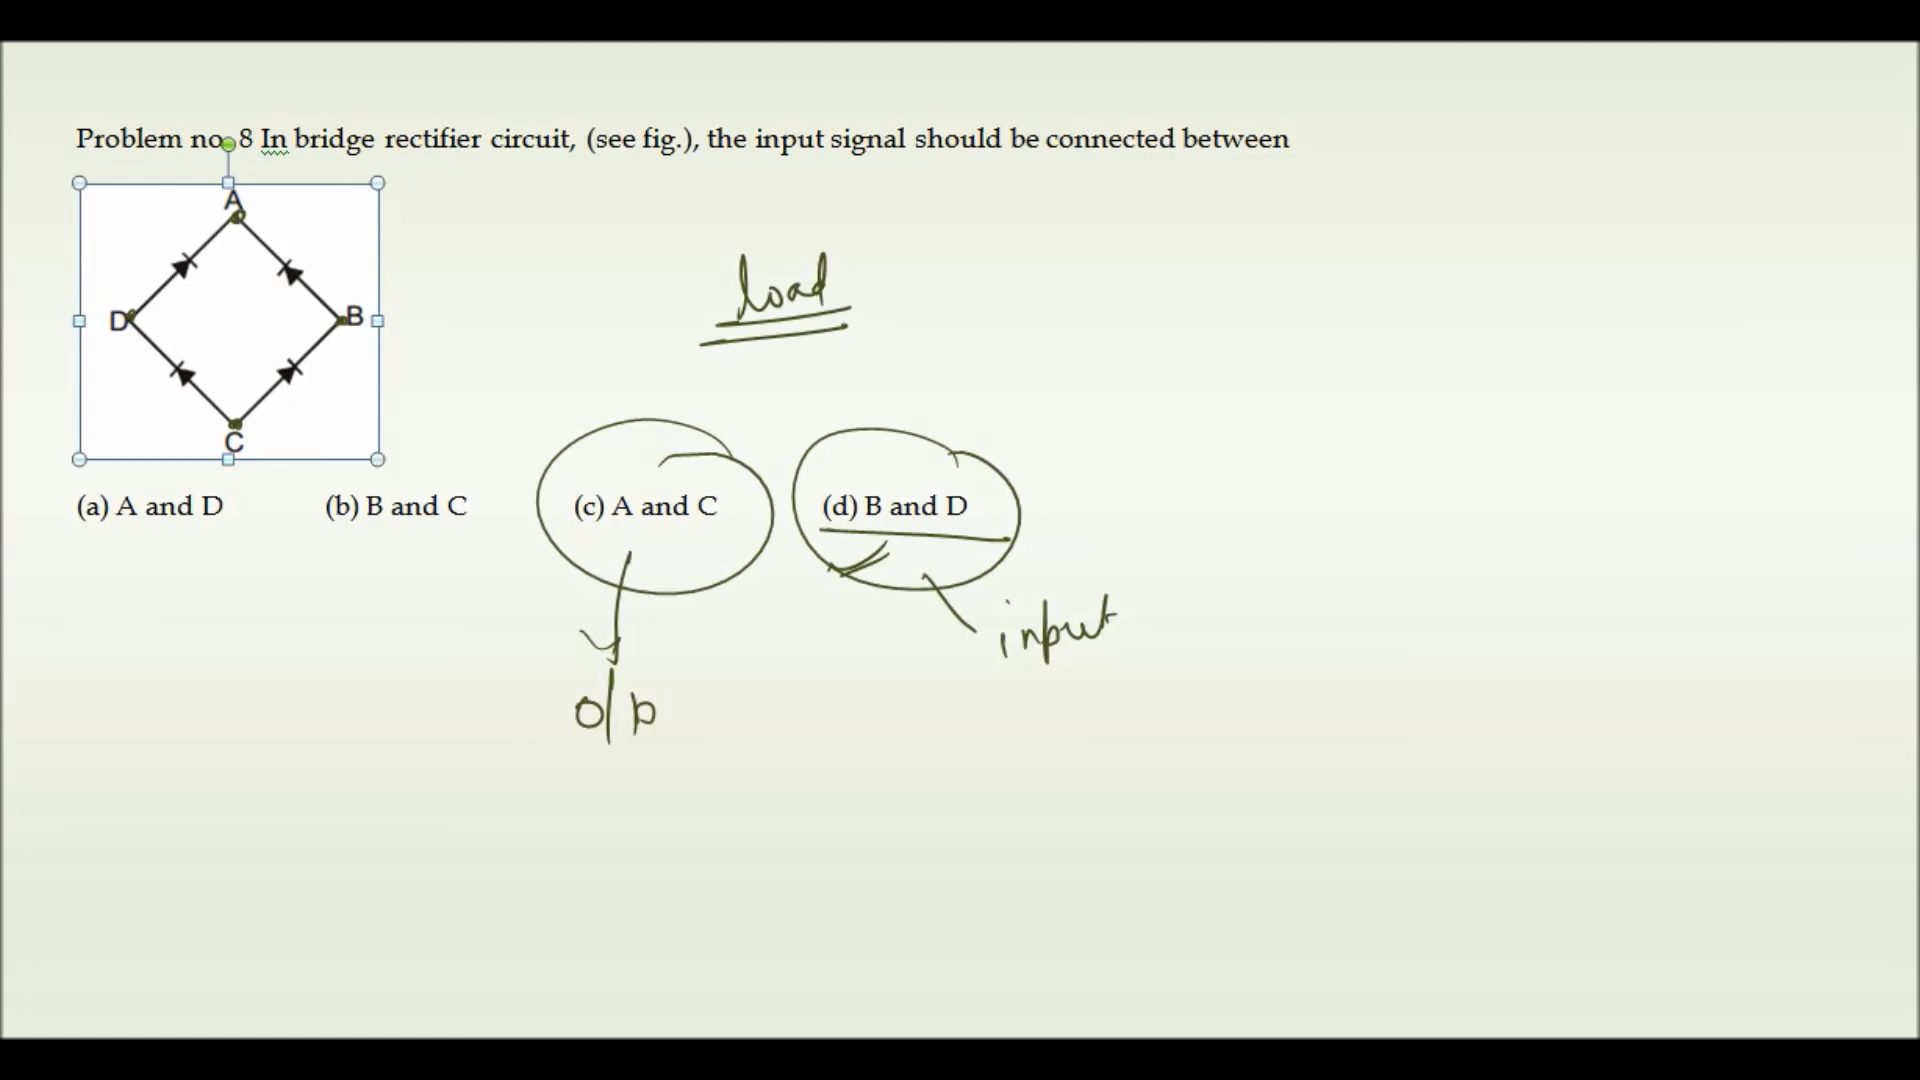 Problem no. 8 In bridge rectifier circuit, (see fig.), the input signal should be connected between
A
D
B
C
load
(a) A and D (b) B and C (c) A and C (d) B and D
input
o/p